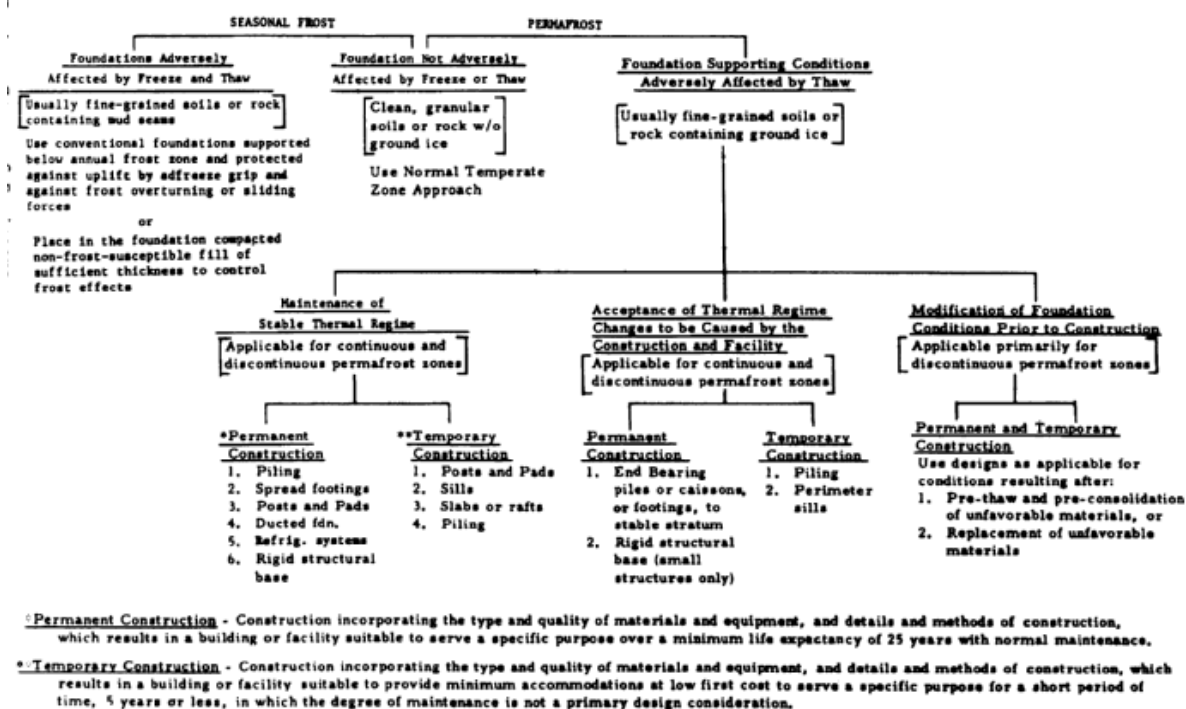 SEASONAL FROST
PERMAFROST
Foundations Adversely
Affected by Freeze and Thaw
Usually fine-grained soils or rock
containing mud seams
Use conventional foundations supported
below annual frost zone and protected
against uplift by adfreeze grip and
against frost overturning or sliding
forces
or
Place in the foundation compacted
non-frost-susceptible fill of
sufficient thickness to control
frost effects
Foundation Not Adversely
Affected by Freeze or Thaw
Clean, granular
soils or rock w/o
ground ice
Use Normal Temperate
Zone Approach
Foundation Supporting Conditions
Adversely Affected by Thaw
Usually fine-grained soils or
rock containing ground ice
Maintenance of
Stable Thermal Regime
Applicable for continuous and
discontinuous permafrost zones
*Permanent
Construction
1. Piling
2. Spread footings
3. Posts and Pads
4. Ducted fdn.
5. Refrig. systems
6. Rigid structural
base
**Temporary
Construction
1. Posts and Pads
2. Sills
3. Slabs or rafts
4. Piling
Acceptance of Thermal Regime
Changes to be Caused by the
Construction and Facility
Applicable for continuous and
discontinuous permafrost zones
Permanent
Construction
1. End Bearing
piles or caissons,
or footings, to
stable stratum
2. Rigid structural
base (small
structures only)
Temporary
Construction
1. Piling
2. Perimeter
sills
Modification of Foundation
Conditions Prior to Construction
Applicable primarily for
discontinuous permafrost zones
Permanent and Temporary
Construction
Use designs as applicable for
conditions resulting after:
1. Pre-thaw and pre-consolidation
of unfavorable materials, or
2. Replacement of unfavorable
materials
*Permanent Construction - Construction incorporating the type and quality of materials and equipment, and details and methods of construction,
which results in a building or facility suitable to serve a specific purpose over a minimum life expectancy of 25 years with normal maintenance.
**Temporary Construction - Construction incorporating the type and quality of materials and equipment, and details and methods of construction, which
results in a building or facility suitable to provide minimum accommodations at low first cost to serve a specific purpose for a short period of
time, 5 years or less, in which the degree of maintenance is not a primary design consideration.